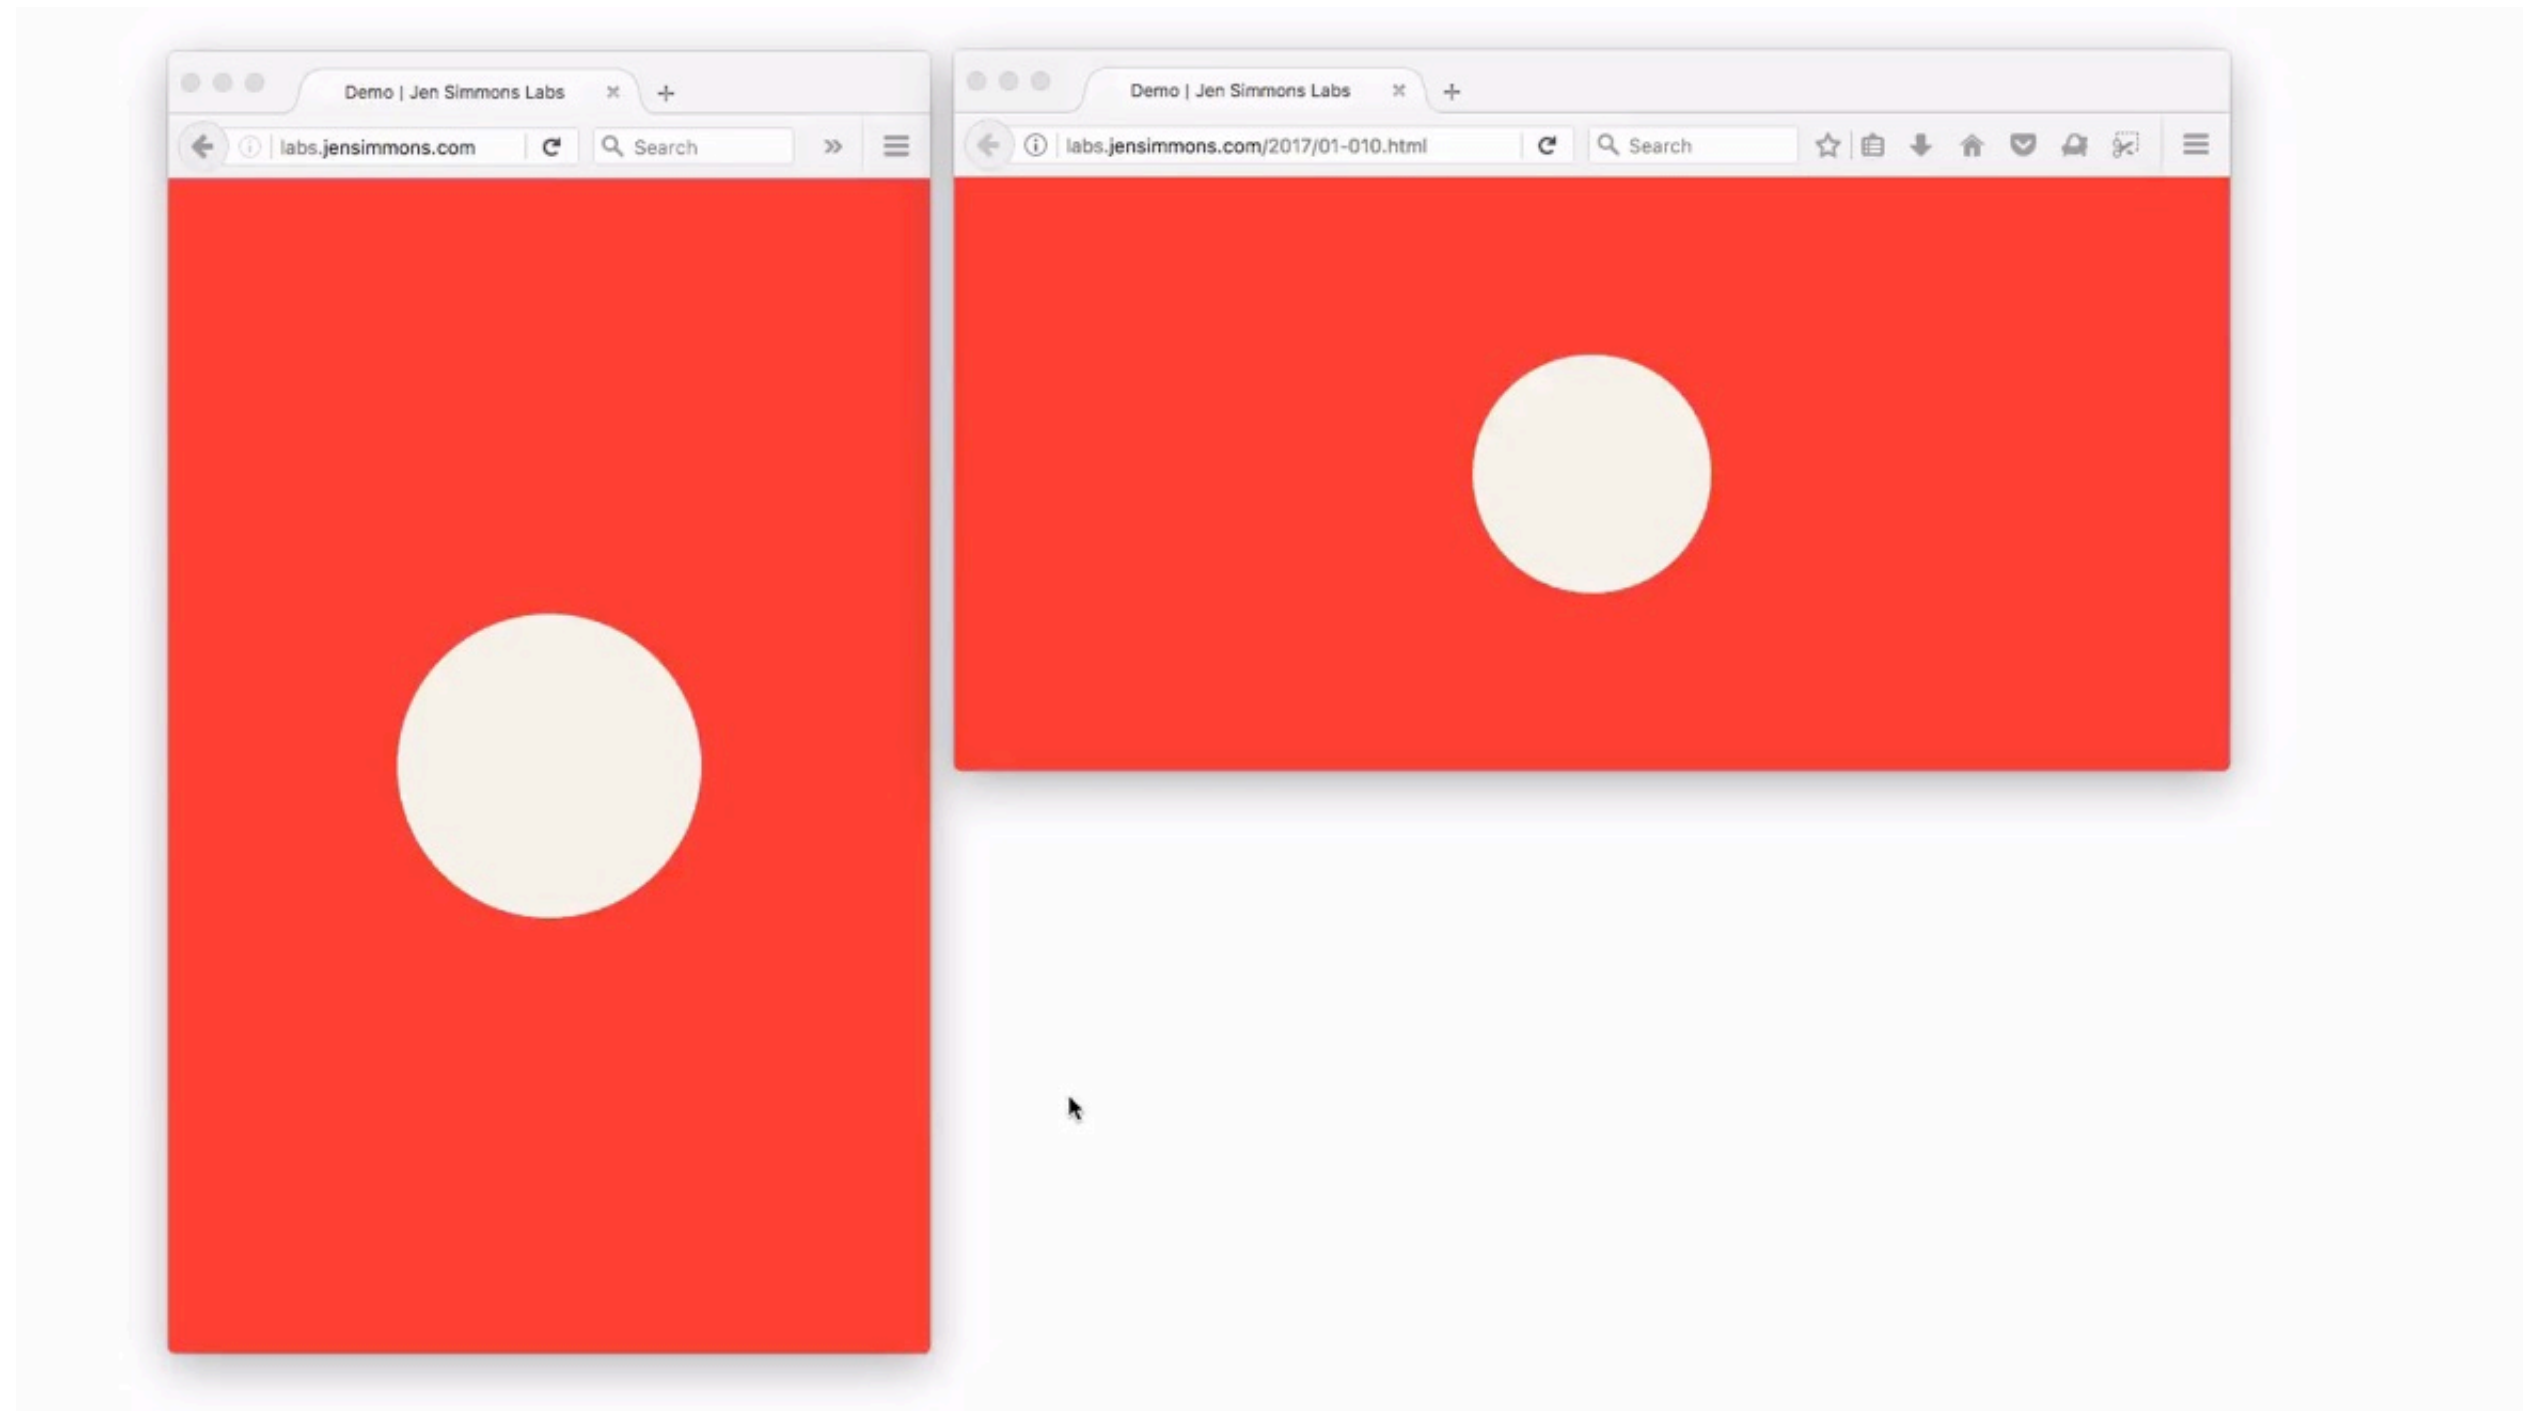 Demo | Jen Simmons Labs
labs.jensimmons.com
Search
Demo | Jen Simmons Labs
labs.jensimmons.com/2017/01-010.html
Search